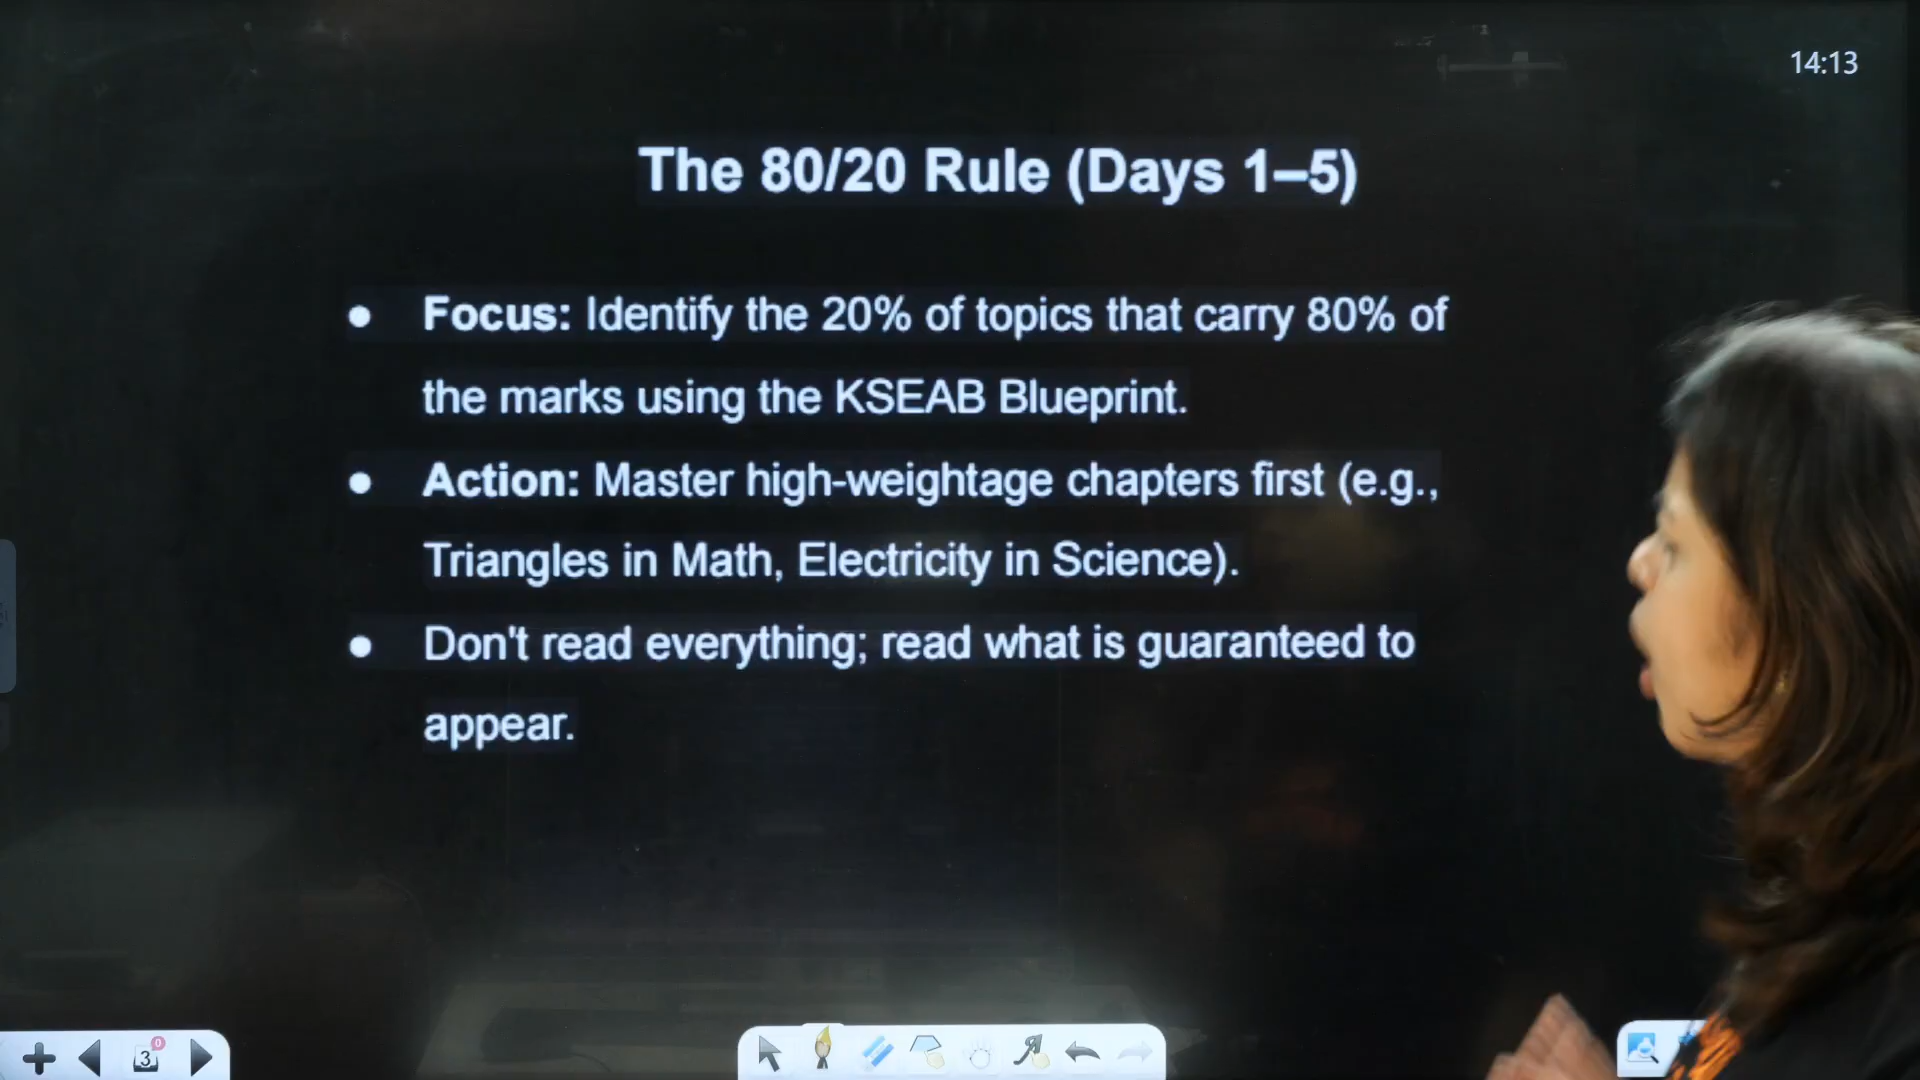 14:13
The 80/20 Rule (Days 1–5)
● Focus: Identify the 20% of topics that carry 80% of
the marks using the KSEAB Blueprint.
● Action: Master high-weightage chapters first (e.g.,
Triangles in Math, Electricity in Science).
● Don't read everything; read what is guaranteed to
appear.
3
0